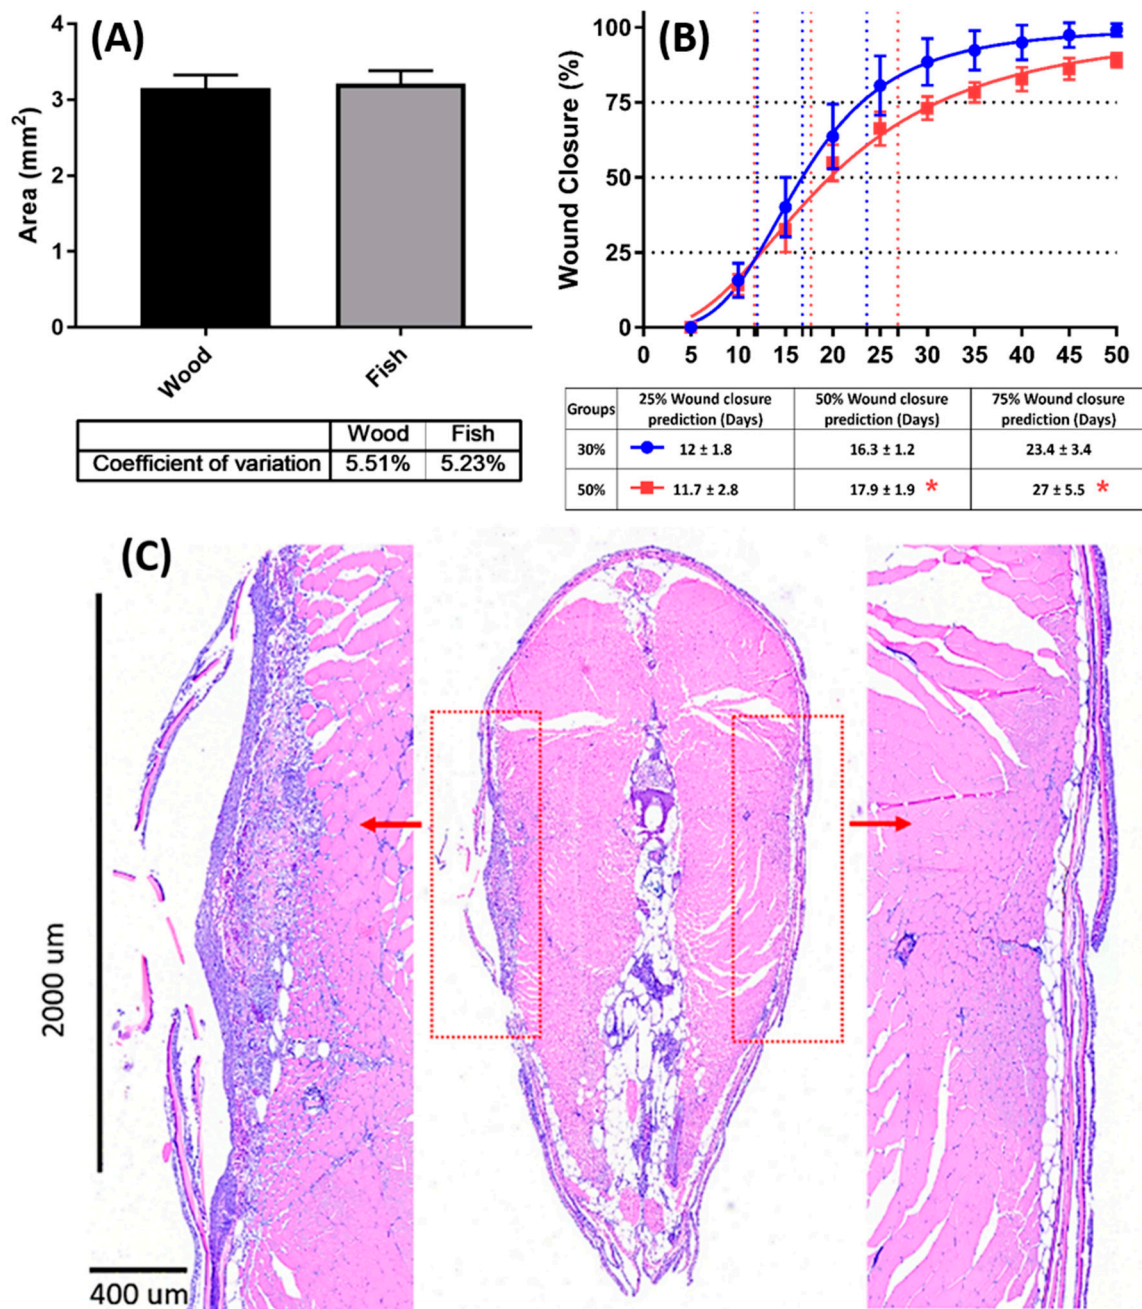 (A)
Area (mm²)
4
3
2
1
0
Wood
Fish
Wood Fish
Coefficient of variation 5.51% 5.23%
(B)
Wound Closure (%)
100
75
50
25
0
0 5 10 15 20 25 30 35 40 45 50
Groups 25% Wound closure prediction (Days) 50% Wound closure prediction (Days) 75% Wound closure prediction (Days)
30% 12 ± 1.8 16.3 ± 1.2 23.4 ± 3.4
50% 11.7 ± 2.8 17.9 ± 1.9 * 27 ± 5.5 *
(C)
2000 um
400 um